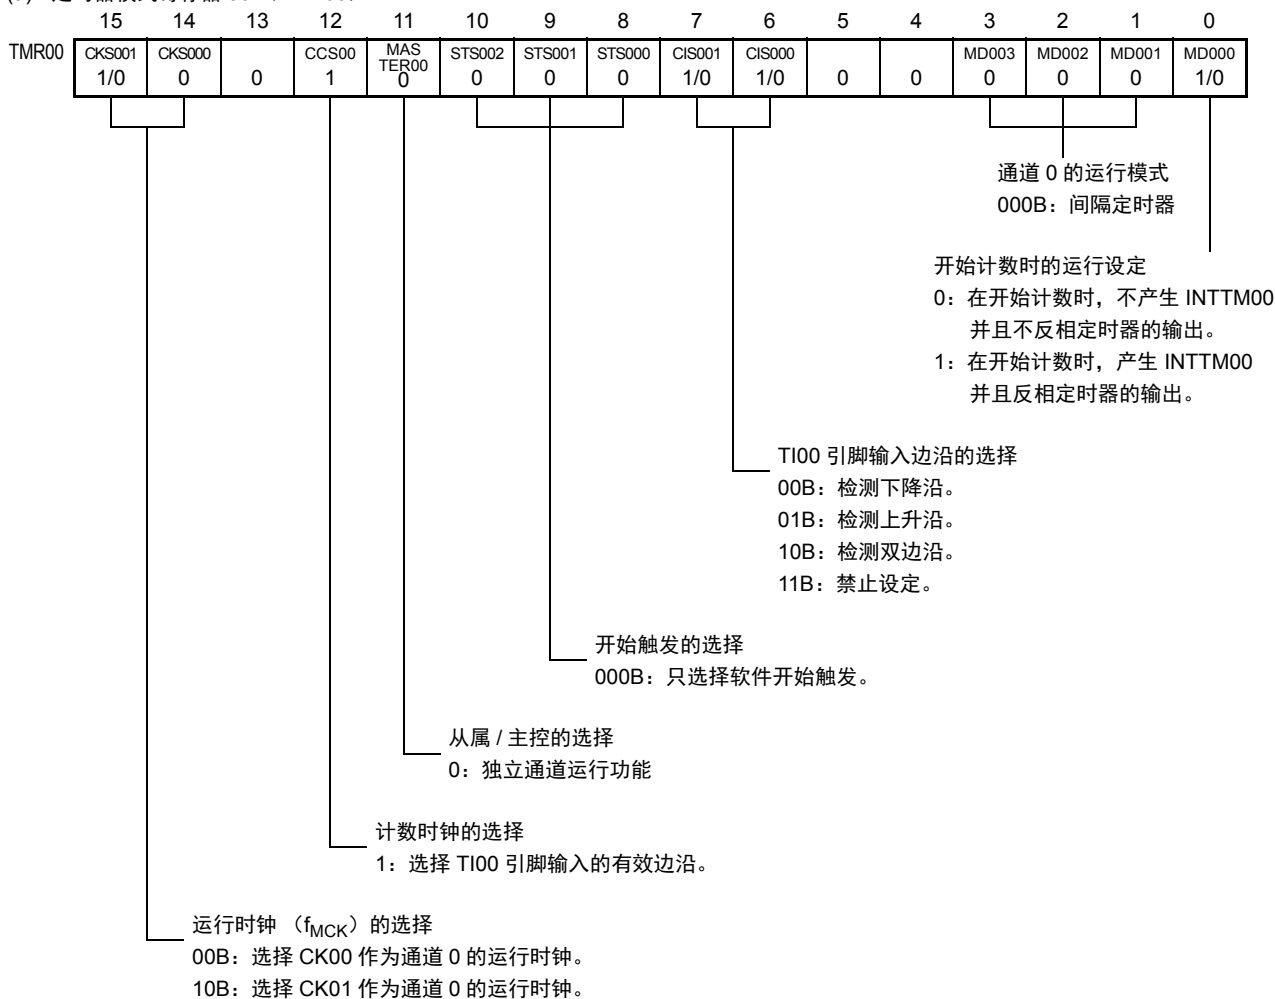 15 14 13 12 11 10 9 8 7 6 5 4 3 2 1 0
TMR00 CKS001 CKS000 CCS00 MAS TER00 STS002 STS001 STS000 CIS001 CIS000 MD003 MD002 MD001 MD000
1/0 0 0 1 0 0 0 0 1/0 1/0 0 0 0 0 0 1/0
通道 0 的运行模式
000B：间隔定时器
开始计数时的运行设定
0：在开始计数时，不产生 INTTM00
并且不反相定时器的输出。
1：在开始计数时，产生 INTTM00
并且反相定时器的输出。
TI00 引脚输入边沿的选择
00B：检测下降沿。
01B：检测上升沿。
10B：检测双边沿。
11B：禁止设定。
开始触发的选择
000B：只选择软件开始触发。
从属 / 主控的选择
0：独立通道运行功能
计数时钟的选择
1：选择 TI00 引脚输入的有效边沿。
运行时钟 （fMCK）的选择
00B：选择 CK00 作为通道 0 的运行时钟。
10B：选择 CK01 作为通道 0 的运行时钟。